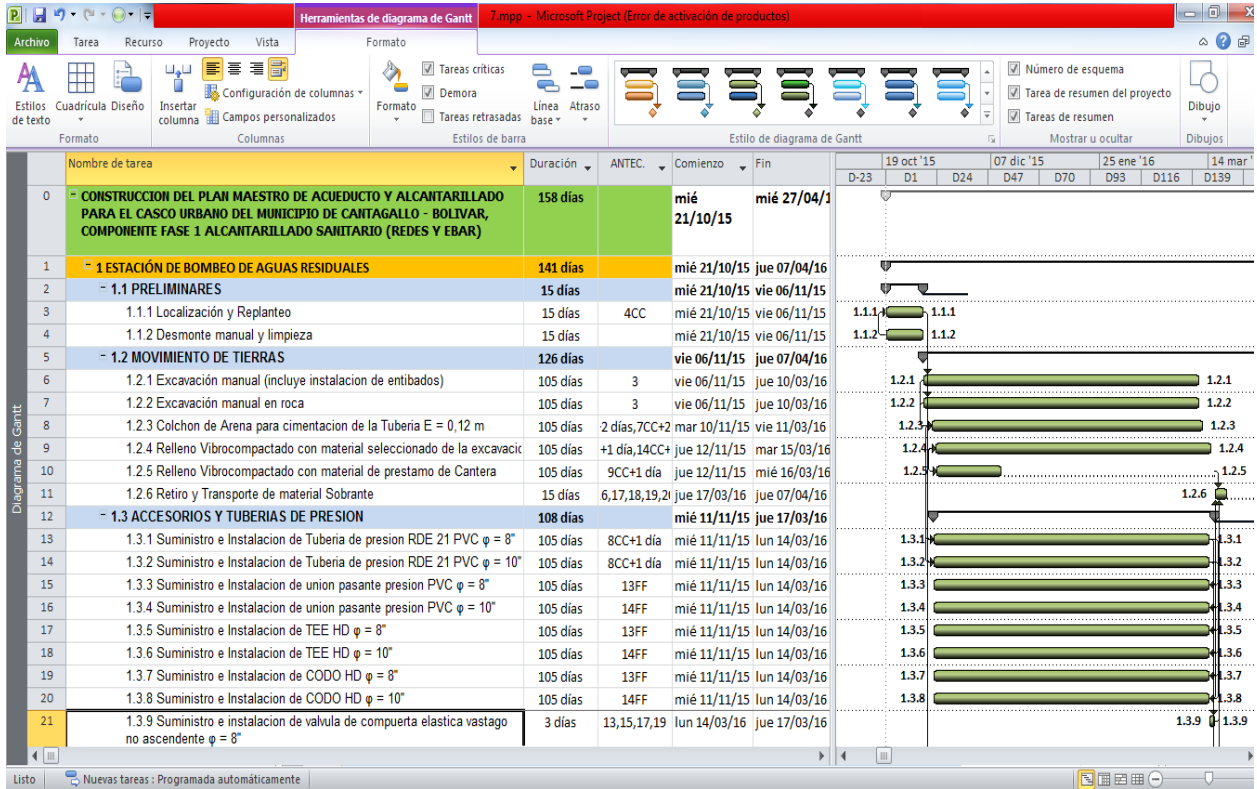 Herramientas de diagrama de Gantt
7.mpp - Microsoft Project (Error de activación de productos)
Archivo Tarea Recurso Proyecto Vista Formato
Estilos de texto
Cuadrícula
Diseño
Formato
Insertar columna
Configuración de columnas
Campos personalizados
Columnas
Formato
Tareas críticas
Demora
Tareas retrasadas
Línea base
Atraso
Estilos de barra
Estilo de diagrama de Gantt
Número de esquema
Tarea de resumen del proyecto
Tareas de resumen
Mostrar u ocultar
Dibujo
Dibujos
Nombre de tarea Duración ANTEC. Comienzo Fin
19 oct '15 07 dic '15 25 ene '16 14 mar '
D-23 D1 D24 D47 D70 D93 D116 D139
0 CONSTRUCCION DEL PLAN MAESTRO DE ACUEDUCTO Y ALCANTARILLADO 158 días mié mié 27/04/1
PARA EL CASCO URBANO DEL MUNICIPIO DE CANTAGALLO - BOLIVAR, 21/10/15
COMPONENTE FASE 1 ALCANTARILLADO SANITARIO (REDES Y EBAR)
1 1 ESTACIÓN DE BOMBEO DE AGUAS RESIDUALES 141 días mié 21/10/15 jue 07/04/16
2 1.1 PRELIMINARES 15 días mié 21/10/15 vie 06/11/15
3 1.1.1 Localización y Replanteo 15 días 4CC mié 21/10/15 vie 06/11/15 1.1.1 1.1.1
4 1.1.2 Desmonte manual y limpieza 15 días mié 21/10/15 vie 06/11/15 1.1.2 1.1.2
5 1.2 MOVIMIENTO DE TIERRAS 126 días vie 06/11/15 jue 07/04/16
6 1.2.1 Excavación manual (incluye instalacion de entibados) 105 días 3 vie 06/11/15 jue 10/03/16 1.2.1 1.2.1
7 1.2.2 Excavación manual en roca 105 días 3 vie 06/11/15 jue 10/03/16 1.2.2 1.2.2
8 1.2.3 Colchon de Arena para cimentacion de la Tuberia E = 0,12 m 105 días 2 días,7CC+2 mar 10/11/15 vie 11/03/16 1.2.3 1.2.3
9 1.2.4 Relleno Vibrocompactado con material seleccionado de la excavacic 105 días +1 día,14CC+ jue 12/11/15 mar 15/03/16 1.2.4 1.2.4
10 1.2.5 Relleno Vibrocompactado con material de prestamo de Cantera 105 días 9CC+1 día jue 12/11/15 mié 16/03/16 1.2.5 1.2.5
11 1.2.6 Retiro y Transporte de material Sobrante 15 días 6,17,18,19,2 jue 17/03/16 jue 07/04/16 1.2.6
12 1.3 ACCESORIOS Y TUBERIAS DE PRESION 108 días mié 11/11/15 jue 17/03/16
13 1.3.1 Suministro e Instalacion de Tuberia de presion RDE 21 PVC φ = 8" 105 días 8CC+1 día mié 11/11/15 lun 14/03/16 1.3.1 1.3.1
14 1.3.2 Suministro e Instalacion de Tuberia de presion RDE 21 PVC φ = 10" 105 días 8CC+1 día mié 11/11/15 lun 14/03/16 1.3.2 1.3.2
15 1.3.3 Suministro e Instalacion de union pasante presion PVC φ = 8" 105 días 13FF mié 11/11/15 lun 14/03/16 1.3.3 1.3.3
16 1.3.4 Suministro e Instalacion de union pasante presion PVC φ = 10" 105 días 14FF mié 11/11/15 lun 14/03/16 1.3.4 1.3.4
17 1.3.5 Suministro e Instalacion de TEE HD φ = 8" 105 días 13FF mié 11/11/15 lun 14/03/16 1.3.5 1.3.5
18 1.3.6 Suministro e Instalacion de TEE HD φ = 10" 105 días 14FF mié 11/11/15 lun 14/03/16 1.3.6 1.3.6
19 1.3.7 Suministro e Instalacion de CODO HD φ = 8" 105 días 13FF mié 11/11/15 lun 14/03/16 1.3.7 1.3.7
20 1.3.8 Suministro e Instalacion de CODO HD φ = 10" 105 días 14FF mié 11/11/15 lun 14/03/16 1.3.8 1.3.8
21 1.3.9 Suministro e instalacion de valvula de compuerta elastica vastago 3 días 13,15,17,19 lun 14/03/16 jue 17/03/16 1.3.9 1.3.9
no ascendente φ = 8"
Diagrama de Gantt
Listo Nuevas tareas : Programada automáticamente